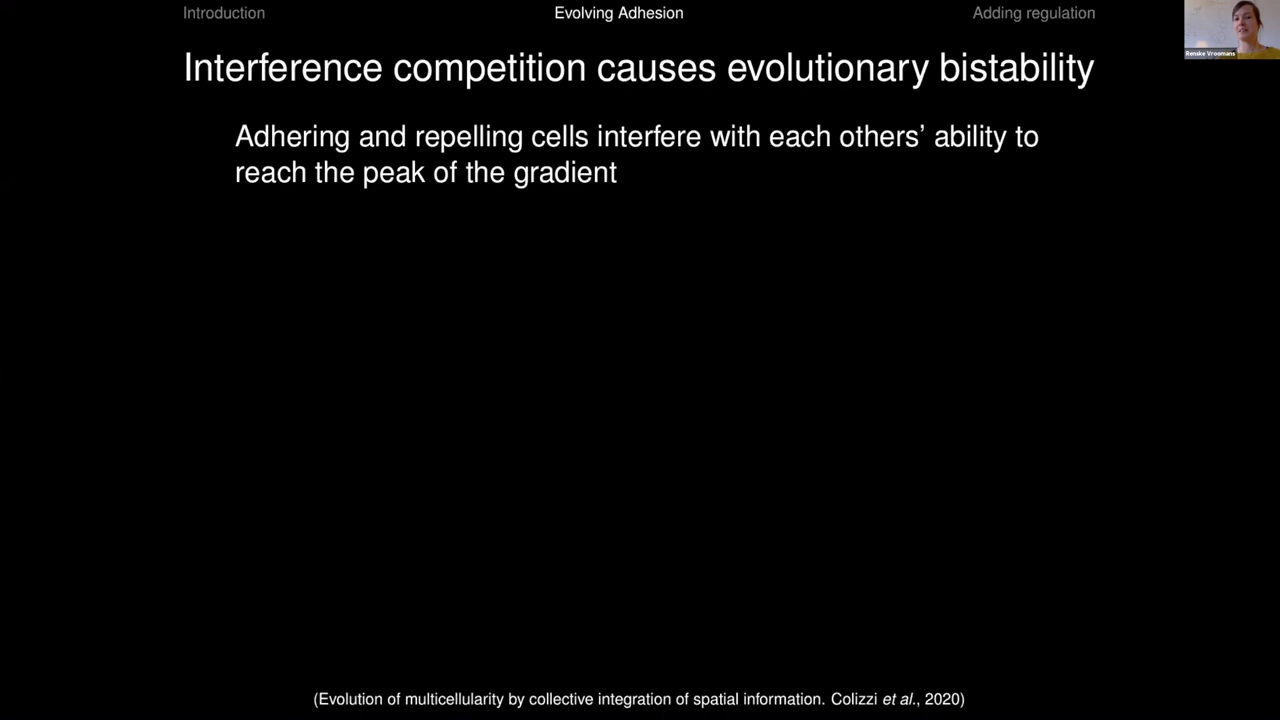 Introduction
Evolving Adhesion
Adding regulation
Renske Vroomans
Interference competition causes evolutionary bistability
Adhering and repelling cells interfere with each others’ ability to
reach the peak of the gradient
(Evolution of multicellularity by collective integration of spatial information. Colizzi et al., 2020)